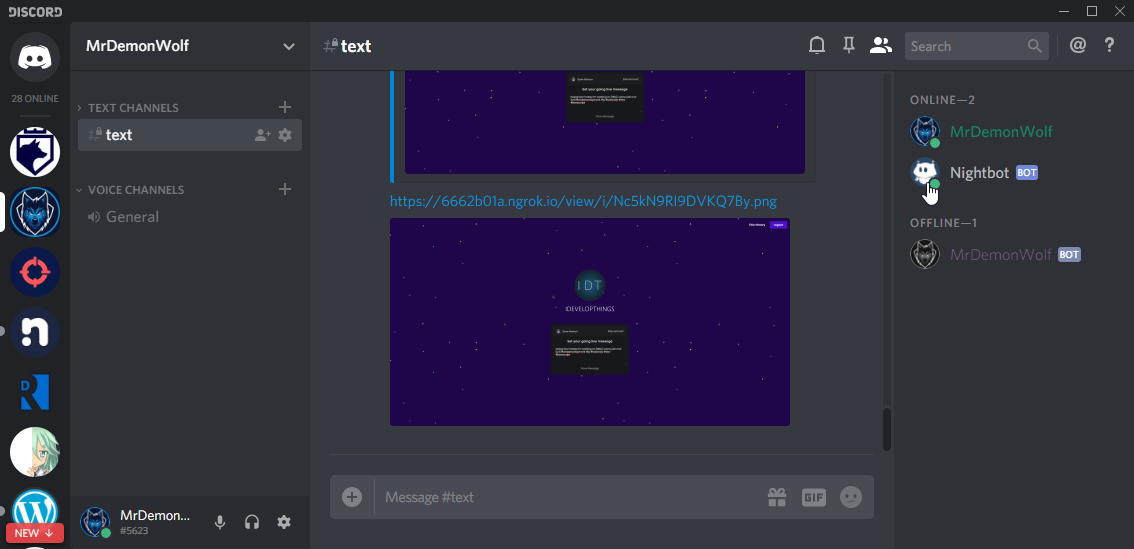 DISCORD
28 ONLINE
NEW
MrDemonWolf
TEXT CHANNELS
text
VOICE CHANNELS
General
MrDemon...
#5623
text
Search
@
?
https://6662b01a.ngrok.io/view/i/Nc5kN9RI9DVKQ7By.png
Set your going live message
IDT
IDEVELOPTHINGS
Set your going live message
Message #text
GIF
ONLINE—2
MrDemonWolf
Nightbot BOT
OFFLINE—1
MrDemonWolf BOT